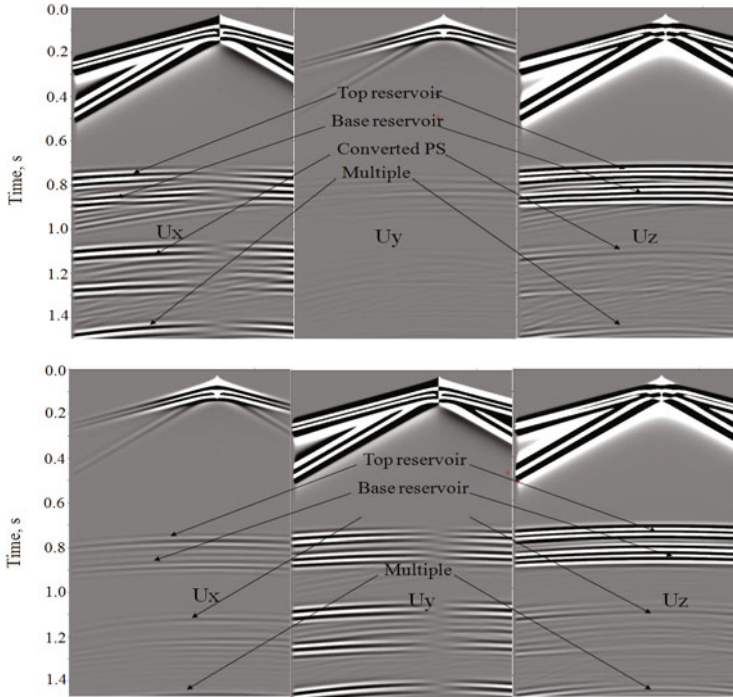 0.0
0.2
0.4
0.6
0.8
1.0
1.2
1.4
Time, s
Top reservoir
Base reservoir
Converted PS
Multiple
Ux
Uy
Uz
0.0
0.2
0.4
0.6
0.8
1.0
1.2
1.4
Time, s
Top reservoir
Base reservoir
Multiple
Ux
Uy
Uz